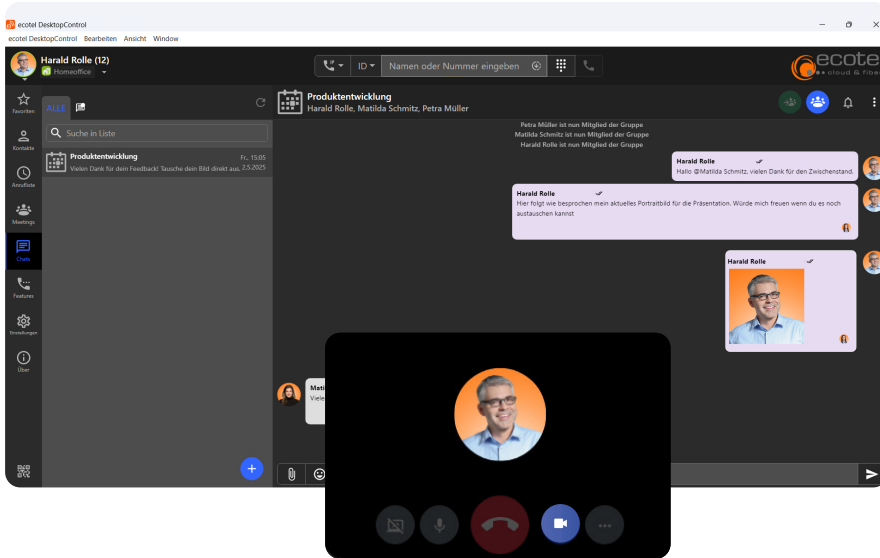 ecotel DesktopControl
ecotel DesktopControl Bearbeiten Ansicht Window
Harald Rolle (12)
Homeoffice
ID
Namen oder Nummer eingeben
ecotel
cloud & fiber
Favoriten
Kontakte
Anrufliste
Meetings
Chats
Features
Einstellungen
Über
ALLE
Suche in Liste
Produktentwicklung
Fr., 15:05
Vielen Dank für dein Feedback! Tausche dein Bild direkt aus.
2.5.2025
Produktentwicklung
Harald Rolle, Matilda Schmitz, Petra Müller
Petra Müller ist nun Mitglied der Gruppe
Matilda Schmitz ist nun Mitglied der Gruppe
Harald Rolle ist nun Mitglied der Gruppe
Harald Rolle
Hallo @Matilda Schmitz, vielen Dank für den Zwischenstand.
Harald Rolle
Hier folgt wie besprochen mein aktuelles Portraitbild für die Präsentation. Würde mich freuen wenn du es noch
austauschen kannst
Harald Rolle
Mati
Viele